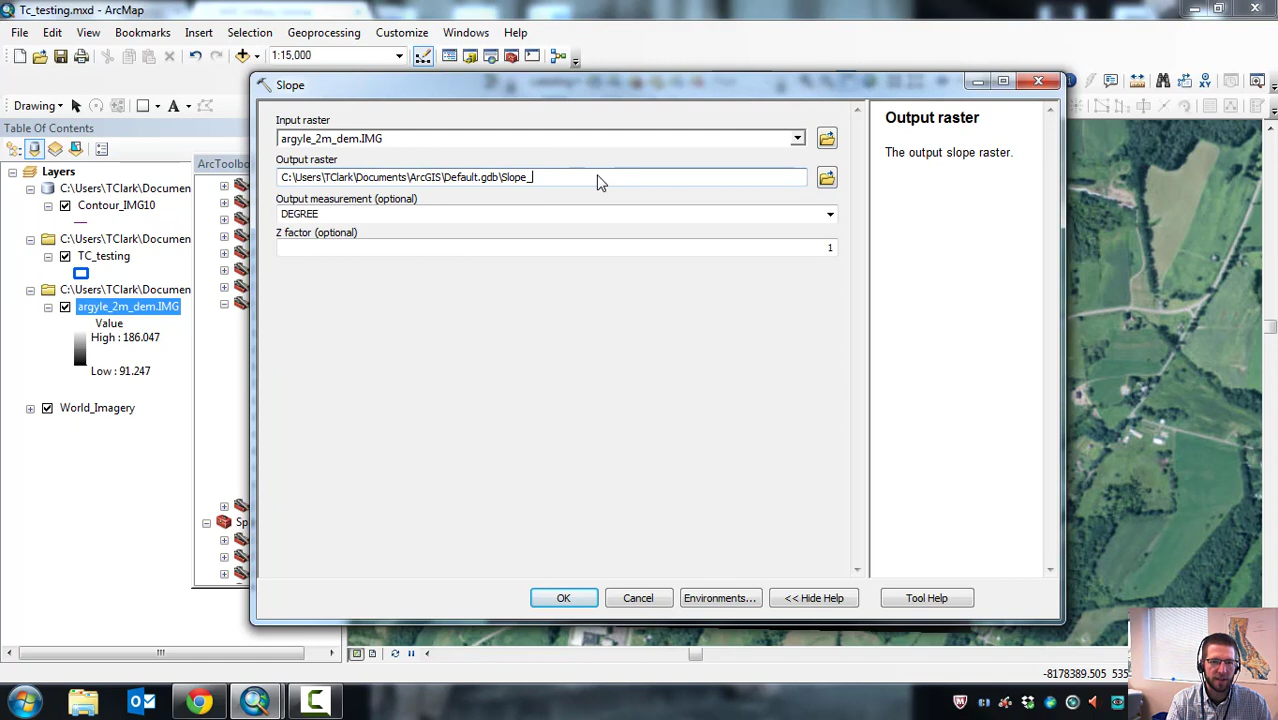 Tc_testing.mxd - ArcMap
File Edit View Bookmarks Insert Selection Geoprocessing Customize Windows Help
1:15,000
Drawing
Table Of Contents
Layers
C:\Users\TClark\Documen
Contour_IMG10
C:\Users\TClark\Documen
TC_testing
C:\Users\TClark\Documen
argyle_2m_dem.IMG
Value
High : 186.047
Low : 91.247
World_Imagery
ArcToolbo
Sp
Slope
Input raster
argyle_2m_dem.IMG
Output raster
C:\Users\TClark\Documents\ArcGIS\Default.gdb\Slope_
Output measurement (optional)
DEGREE
Z factor (optional)
1
OK Cancel Environments... << Hide Help Tool Help
Output raster
The output slope raster.
-8178389.505 535